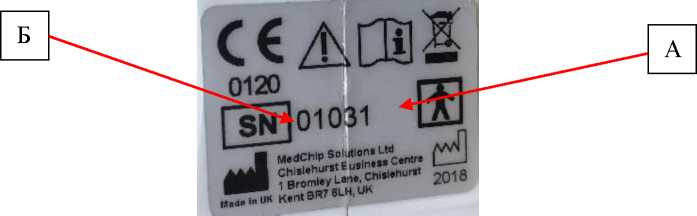 Б
А
CE
0120
SN 01031
MedChip Solutions Ltd
Chislehurst Business Centre
1 Bromley Lane, Chislehurst
Kent BR7 6LH, UK
Made in UK
2018